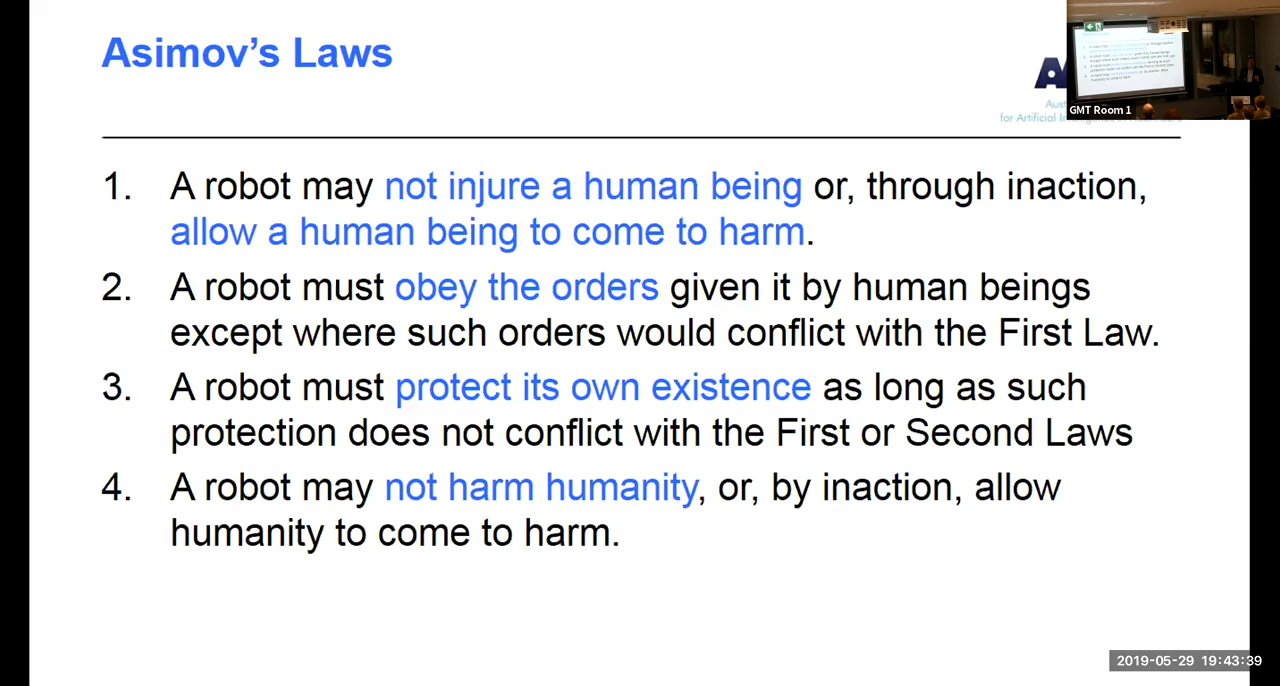 Asimov's Laws
GMT Room 1
for Artificial
1. A robot may not injure a human being or, through inaction,
allow a human being to come to harm.
2. A robot must obey the orders given it by human beings
except where such orders would conflict with the First Law.
3. A robot must protect its own existence as long as such
protection does not conflict with the First or Second Laws
4. A robot may not harm humanity, or, by inaction, allow
humanity to come to harm.
2019-05-29 19:43:39